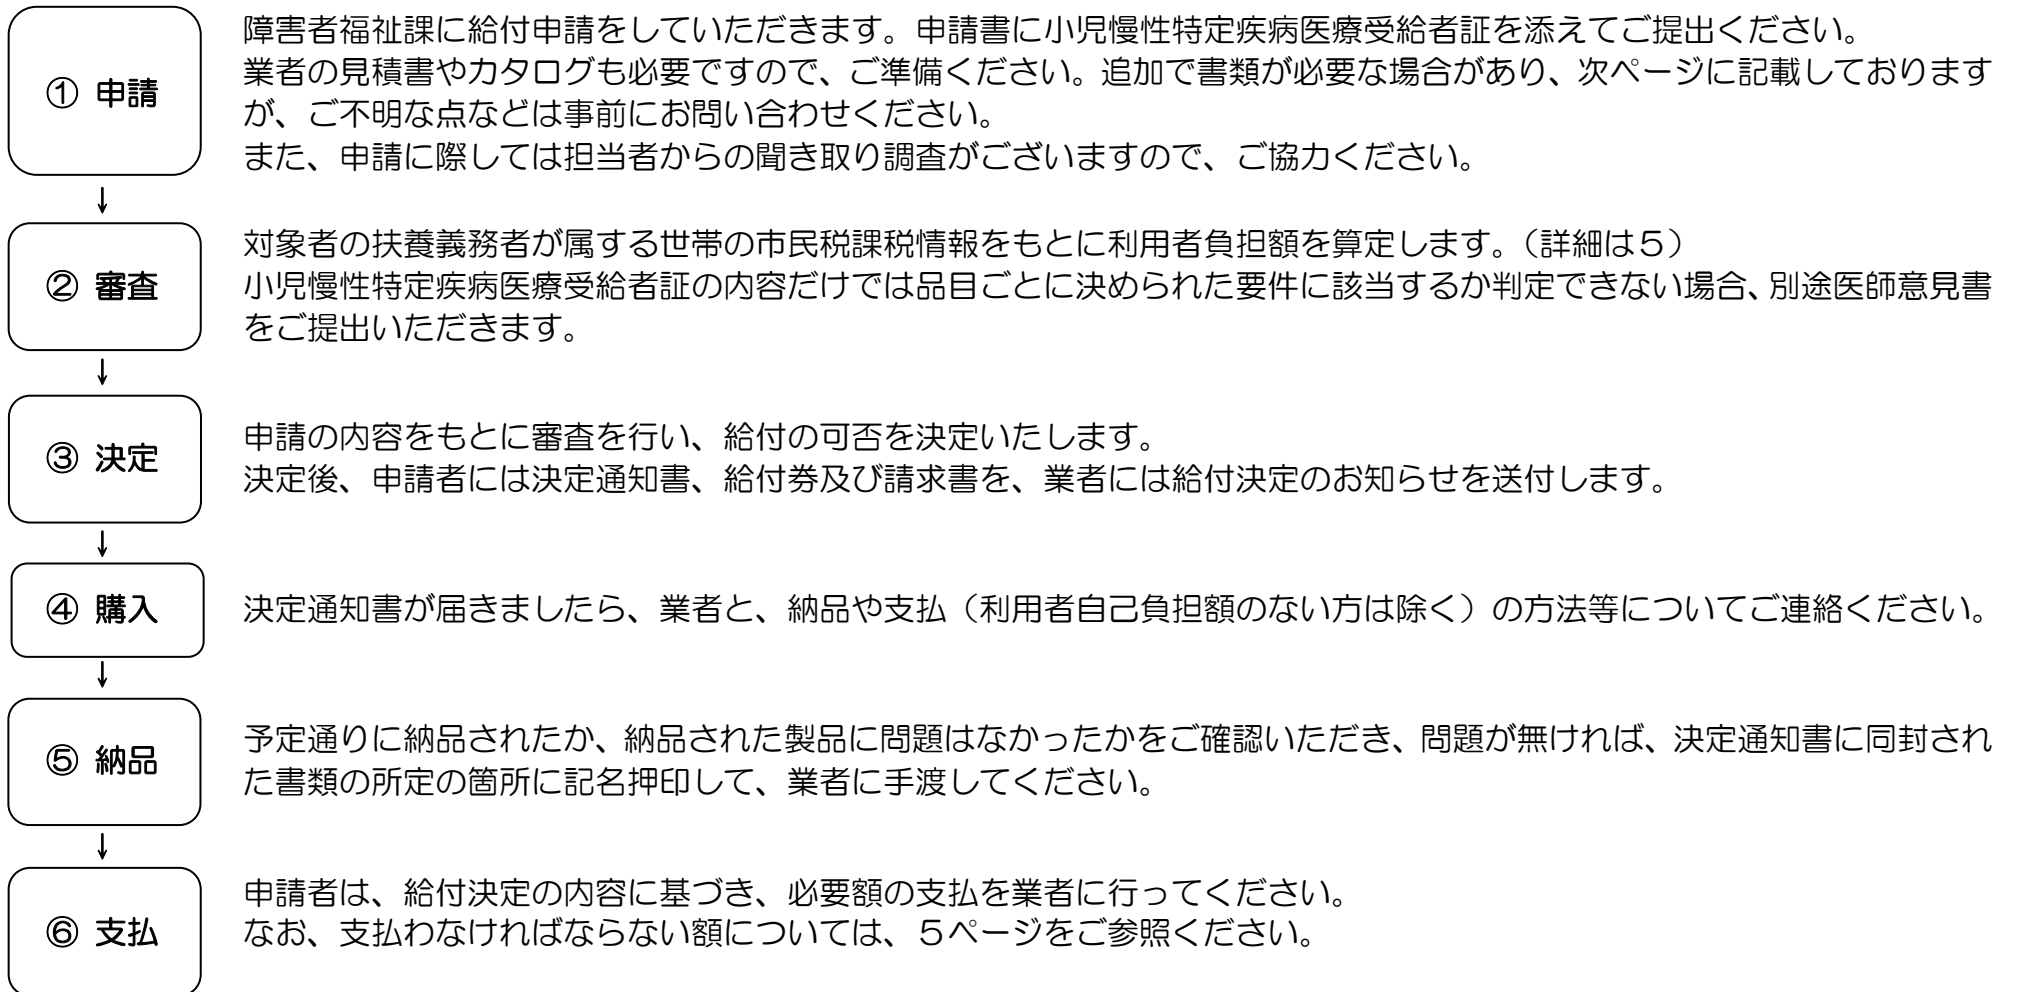 ① 申請
障害者福祉課に給付申請をしていただきます。申請書に小児慢性特定疾病医療受給者証を添えてご提出ください。
業者の見積書やカタログも必要ですので、ご準備ください。追加で書類が必要な場合があり、次ページに記載しております
が、ご不明な点などは事前にお問い合わせください。
また、申請に際しては担当者からの聞き取り調査がございますので、ご協力ください。
↓
② 審査
対象者の扶養義務者が属する世帯の市民税課税情報をもとに利用者負担額を算定します。（詳細は５）
小児慢性特定疾病医療受給者証の内容だけでは品目ごとに決められた要件に該当するか判定できない場合、別途医師意見書
をご提出いただきます。
↓
③ 決定
申請の内容をもとに審査を行い、給付の可否を決定いたします。
決定後、申請者には決定通知書、給付券及び請求書を、業者には給付決定のお知らせを送付します。
↓
④ 購入
決定通知書が届きましたら、業者と、納品や支払（利用者自己負担額のない方は除く）の方法等についてご連絡ください。
↓
⑤ 納品
予定通りに納品されたか、納品された製品に問題はなかったかをご確認いただき、問題が無ければ、決定通知書に同封され
た書類の所定の箇所に記名押印して、業者に手渡してください。
↓
⑥ 支払
申請者は、給付決定の内容に基づき、必要額の支払を業者に行ってください。
なお、支払わなければならない額については、５ページをご参照ください。